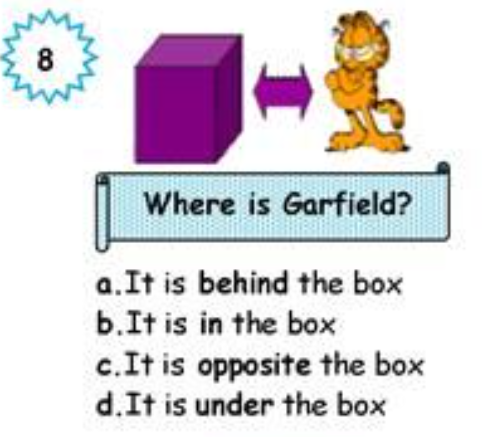 8
Where is Garfield?
a.It is behind the box
b.It is in the box
c.It is opposite the box
d.It is under the box